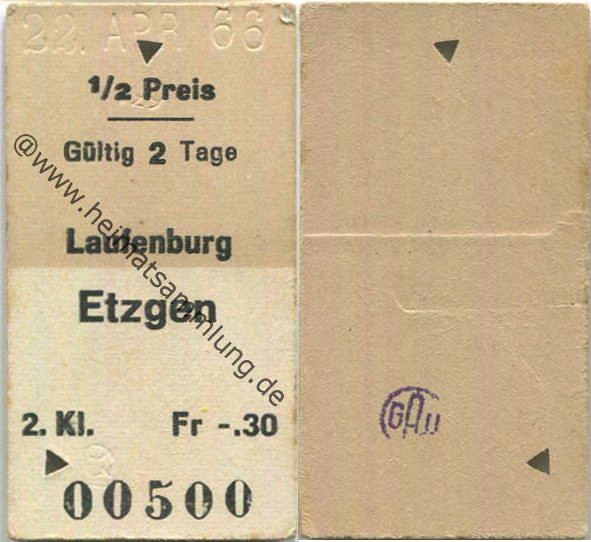 22. APR 66
1/2 Preis
Gültig 2 Tage
Laufenburg
Etzgen
2. Kl. Fr -.30
00500
@www.heimatsammlung.de